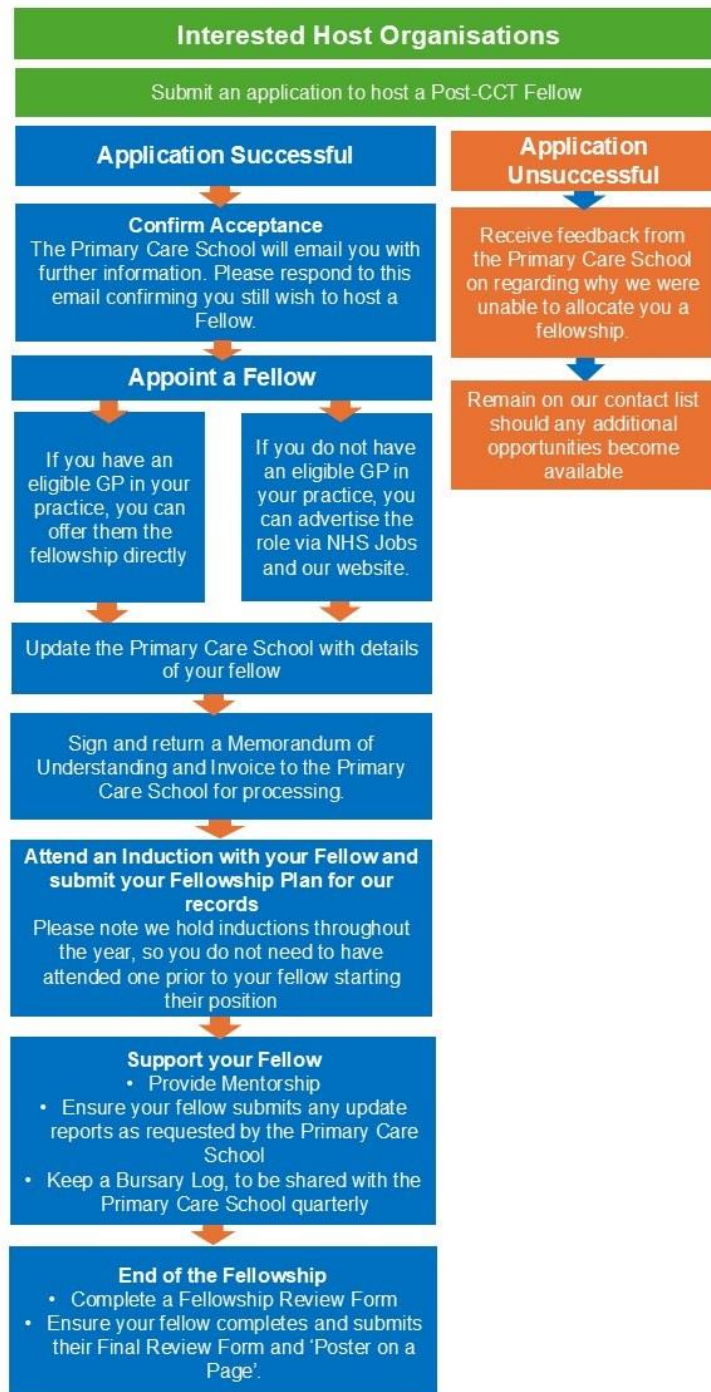 Interested Host Organisations
Submit an application to host a Post-CCT Fellow
Application Successful
Confirm Acceptance
The Primary Care School will email you with
further information. Please respond to this
email confirming you still wish to host a
Fellow.
Appoint a Fellow
If you have an
eligible GP in your
practice, you can
offer them the
fellowship directly
If you do not have
an eligible GP in
your practice, you
can advertise the
role via NHS Jobs
and our website.
Update the Primary Care School with details
of your fellow
Sign and return a Memorandum of
Understanding and Invoice to the Primary
Care School for processing.
Attend an Induction with your Fellow and
submit your Fellowship Plan for our
records
Please note we hold inductions throughout
the year, so you do not need to have
attended one prior to your fellow starting
their position
Support your Fellow
• Provide Mentorship
• Ensure your fellow submits any update
reports as requested by the Primary Care
School
• Keep a Bursary Log, to be shared with the
Primary Care School quarterly
End of the Fellowship
• Complete a Fellowship Review Form
• Ensure your fellow completes and submits
their Final Review Form and ‘Poster on a
Page’.
Application
Unsuccessful
Receive feedback from
the Primary Care School
on regarding why we were
unable to allocate you a
fellowship.
Remain on our contact list
should any additional
opportunities become
available